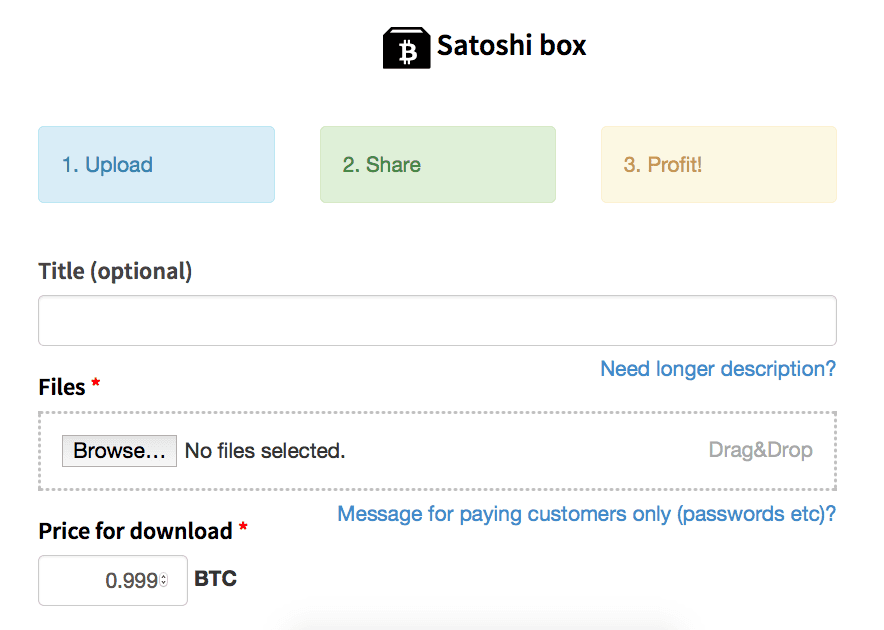 Satoshi box
1. Upload
2. Share
3. Profit!
Title (optional)
Need longer description?
Files *
Browse... No files selected.
Drag&Drop
Message for paying customers only (passwords etc)?
Price for download *
0.999 BTC